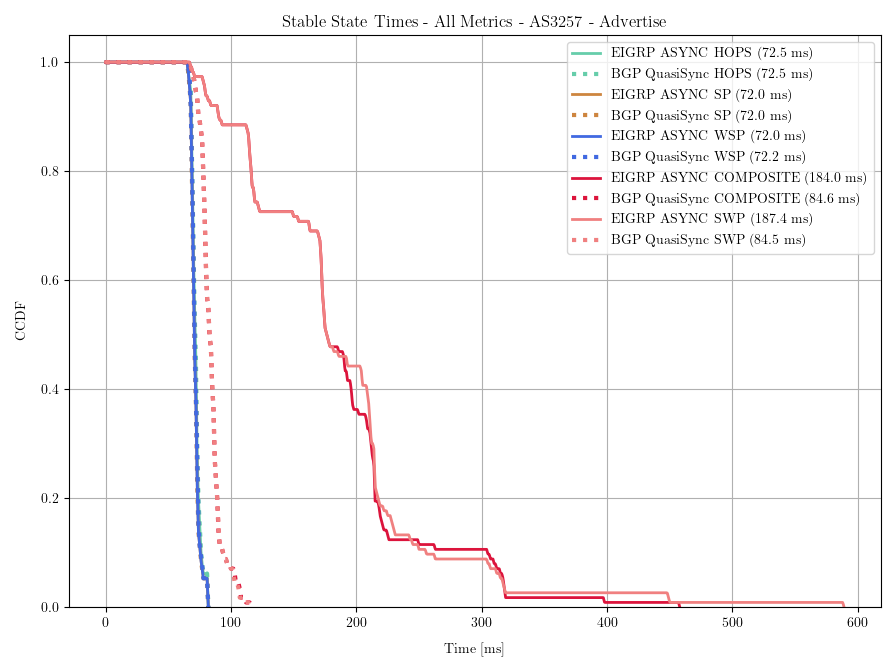 Stable State Times - All Metrics - AS3257 - Advertise
EIGRP ASYNC HOPS (72.5 ms)
BGP QuasiSync HOPS (72.5 ms)
EIGRP ASYNC SP (72.0 ms)
BGP QuasiSync SP (72.0 ms)
EIGRP ASYNC WSP (72.0 ms)
BGP QuasiSync WSP (72.2 ms)
EIGRP ASYNC COMPOSITE (184.0 ms)
BGP QuasiSync COMPOSITE (84.6 ms)
EIGRP ASYNC SWP (187.4 ms)
BGP QuasiSync SWP (84.5 ms)
1.0
0.8
0.6
0.4
0.2
0.0
CCDF
0 100 200 300 400 500 600
Time [ms]